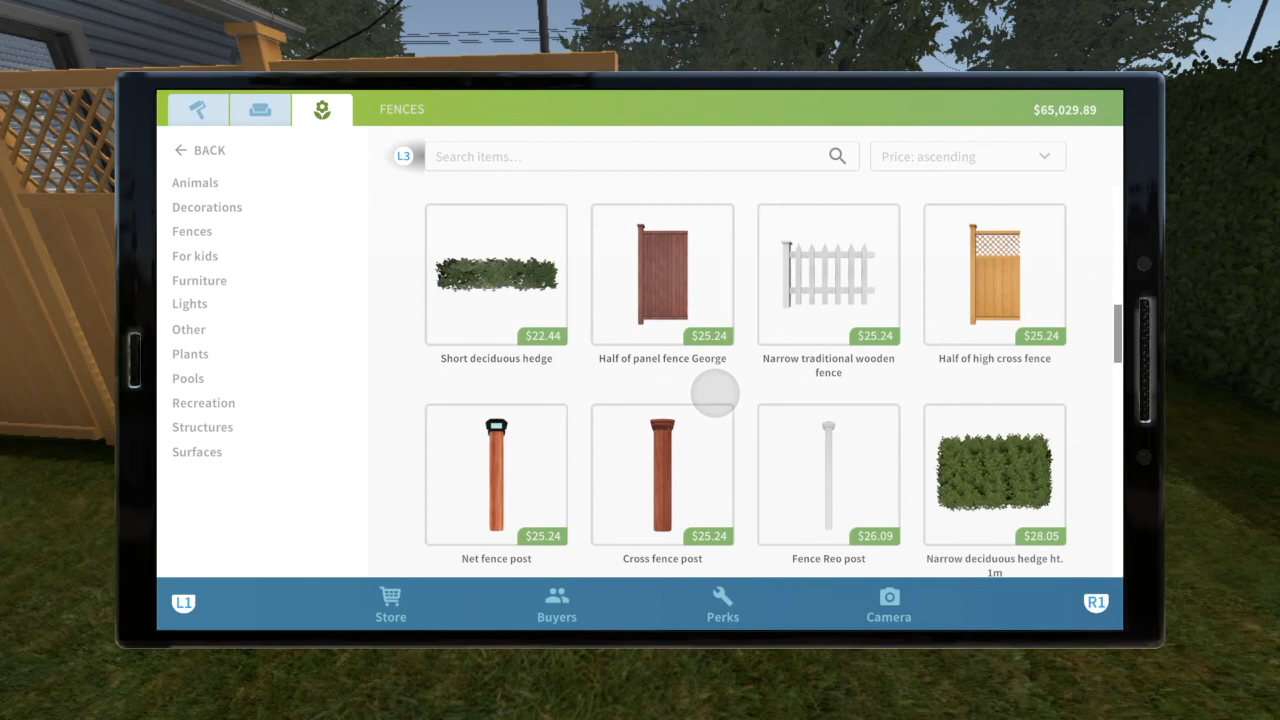 FENCES
$65,029.89
BACK
L3
Search items...
Price: ascending
Animals
Decorations
Fences
For kids
Furniture
Lights
Other
Plants
Pools
Recreation
Structures
Surfaces
$22.44
$25.24
$25.24
$25.24
Short deciduous hedge
Half of panel fence George
Narrow traditional wooden
fence
Half of high cross fence
$25.24
$25.24
$26.09
$28.05
Net fence post
Cross fence post
Fence Reo post
Narrow deciduous hedge ht.
1m
L1
Store
Buyers
Perks
Camera
R1